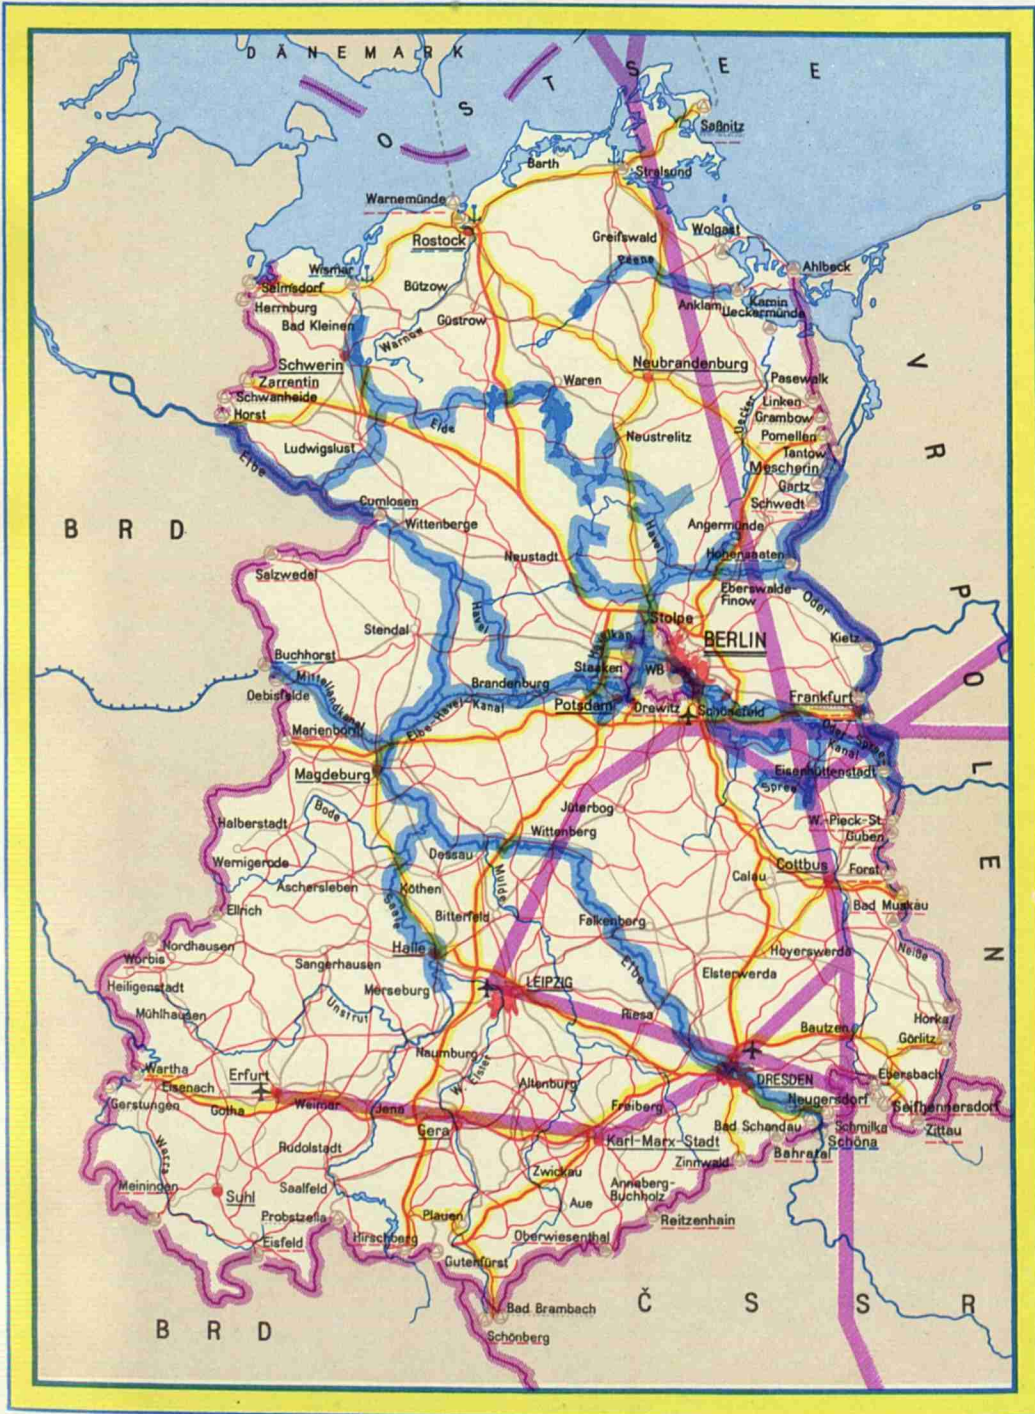 DÄNEMARK
OSTSEE
Saßnitz
Barth
Stralsund
Warnemünde
Rostock
Greifswald
Wolgast
Peene
Ahlbeck
Wismar
Selmsdorf
Bützow
Anklam
Kamin
Ueckermünde
Herrnburg
Bad Kleinen
Güstrow
Warnow
Schwerin
Neubrandenburg
Zarrentin
Waren
Pasewalk
Schwanheide
Linken
Horst
Grambow
Elde
Uecker
Neustrelitz
Pomellen
Ludwigslust
Tantow
Elbe
Mescherin
Gartz
Cumlosen
Schwedt
BRD
Wittenberge
Angermünde
Havel
Neustadt
Hohensaaten
Salzwedel
Eberswalde-
Finow
Oder
Havel
Stolpe
Stendal
Havelkan.
BERLIN
Kietz
Buchhorst
Staaken
WB
Oebisfelde
Mittellandkanal
Brandenburg
Potsdam
Drewitz
Schönefeld
Frankfurt
Elbe-Havel-Kanal
Marienborn
Oder-Spree-
Kanal
Magdeburg
Eisenhüttenstadt
Spree
Bode
Jüterbog
Halberstadt
Wittenberg
W.-Pieck-St.
Guben
Wernigerode
Dessau
Mulde
Cottbus
Forst
Aschersleben
Köthen
Calau
Saale
Bad Muskau
Ellrich
Bitterfeld
Falkenberg
Nordhausen
Halle
Hoyerswerda
Neiße
Worbis
Sangerhausen
Elbe
Elsterwerda
Heiligenstadt
Merseburg
LEIPZIG
Mühlhausen
Unstrut
Riesa
Horka
Bautzen
Görlitz
Naumburg
Wartha
Erfurt
W. Elster
Eisenach
Altenburg
DRESDEN
Ebersbach
Gerstungen
Gotha
Weimar
Jena
Freiberg
Neugersdorf
Seifhennersdorf
Gera
Bad Schandau
Schmilka
Zittau
Werra
Rudolstadt
Karl-Marx-Stadt
Schöna
Bahratal
Zinnwald
Zwickau
Meiningen
Suhl
Saalfeld
Annaberg-
Buchholz
Aue
Probstzella
Plauen
Reitzenhain
Eisfeld
Hirschberg
Oberwiesenthal
Gutenfürst
Bad Brambach
Schönberg
BRD
ČSSR
VR
POLEN